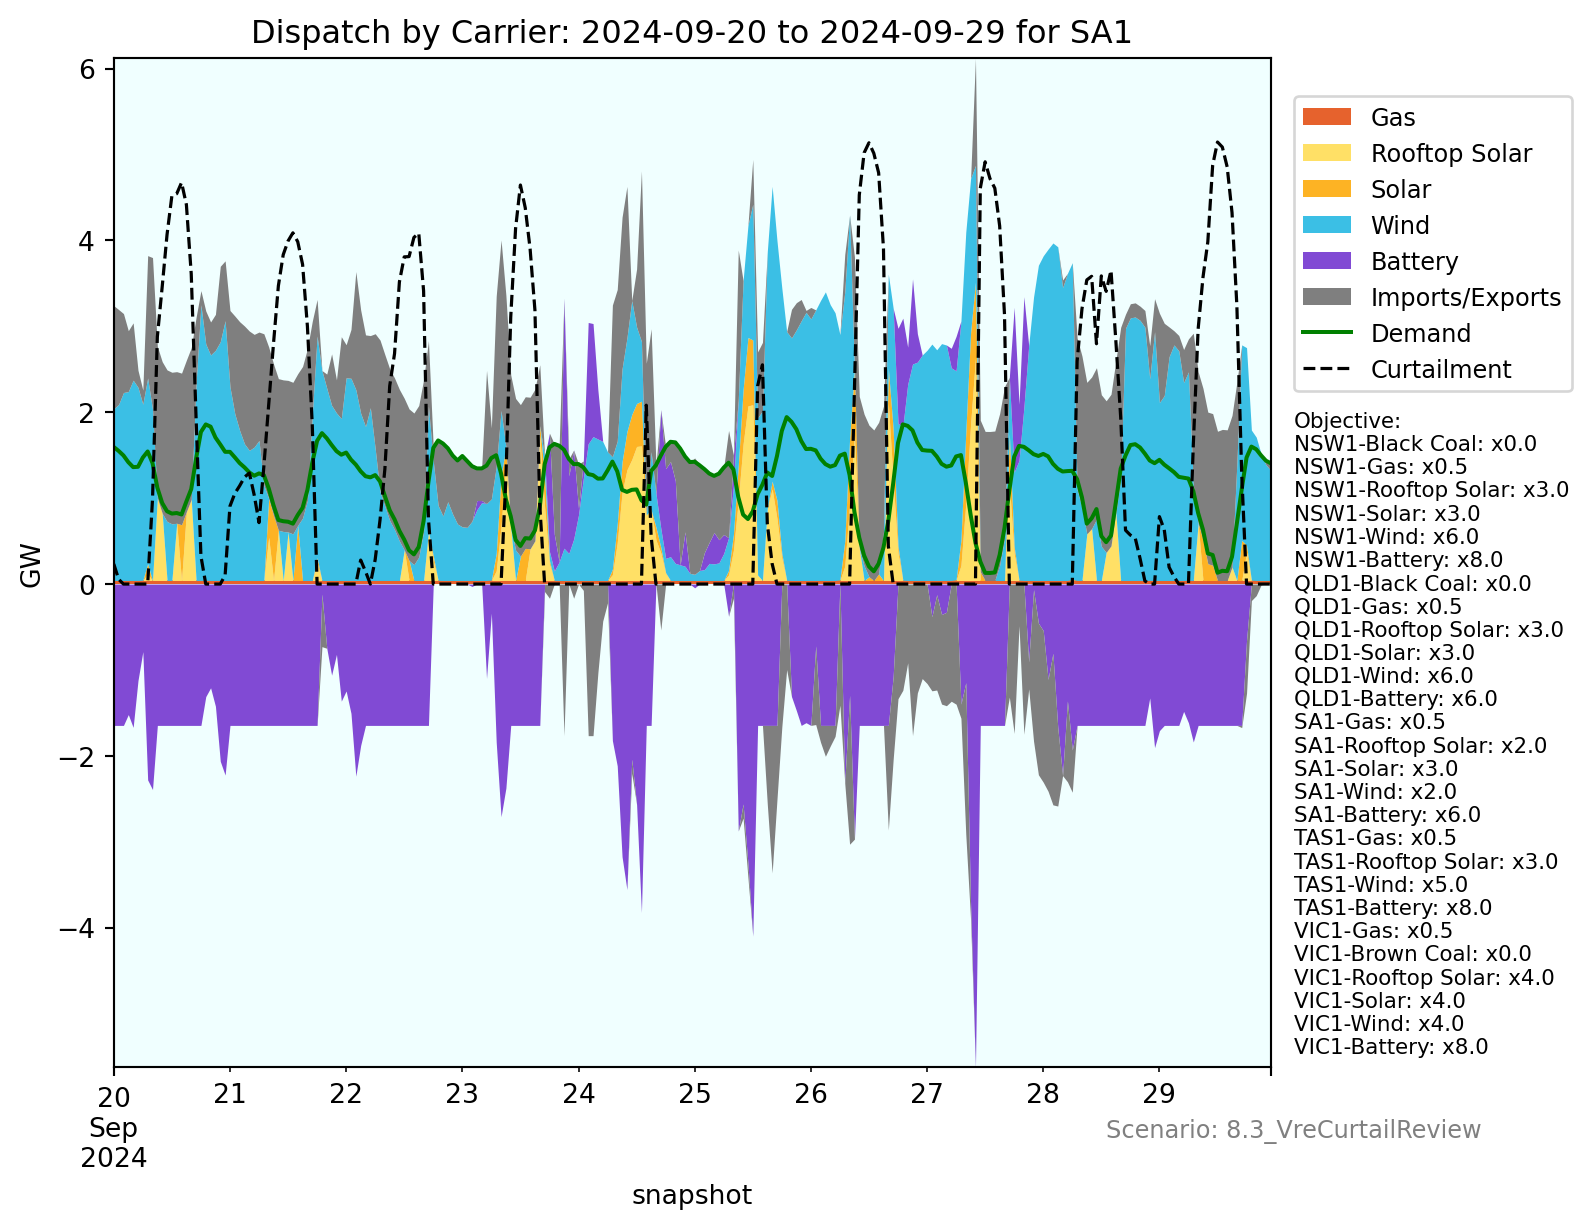 Dispatch by Carrier: 2024-09-20 to 2024-09-29 for SA1
6
4
2
0
−2
−4
GW
20
Sep
2024
21
22
23
24
25
26
27
28
29
snapshot
Gas
Rooftop Solar
Solar
Wind
Battery
Imports/Exports
Demand
Curtailment
Objective:
NSW1-Black Coal: x0.0
NSW1-Gas: x0.5
NSW1-Rooftop Solar: x3.0
NSW1-Solar: x3.0
NSW1-Wind: x6.0
NSW1-Battery: x8.0
QLD1-Black Coal: x0.0
QLD1-Gas: x0.5
QLD1-Rooftop Solar: x3.0
QLD1-Solar: x3.0
QLD1-Wind: x6.0
QLD1-Battery: x6.0
SA1-Gas: x0.5
SA1-Rooftop Solar: x2.0
SA1-Solar: x3.0
SA1-Wind: x2.0
SA1-Battery: x6.0
TAS1-Gas: x0.5
TAS1-Rooftop Solar: x3.0
TAS1-Wind: x5.0
TAS1-Battery: x8.0
VIC1-Gas: x0.5
VIC1-Brown Coal: x0.0
VIC1-Rooftop Solar: x4.0
VIC1-Solar: x4.0
VIC1-Wind: x4.0
VIC1-Battery: x8.0
Scenario: 8.3_VreCurtailReview